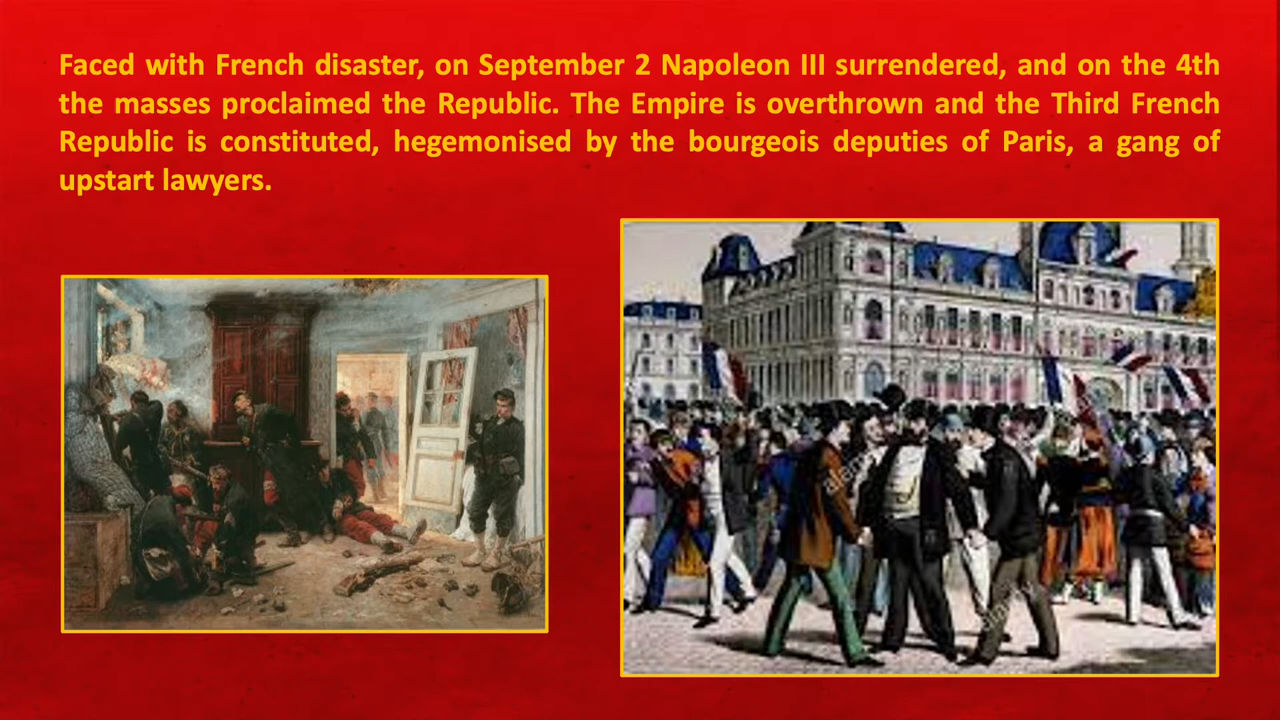 Faced with French disaster, on September 2 Napoleon III surrendered, and on the 4th
the masses proclaimed the Republic. The Empire is overthrown and the Third French
Republic is constituted, hegemonised by the bourgeois deputies of Paris, a gang of
upstart lawyers.